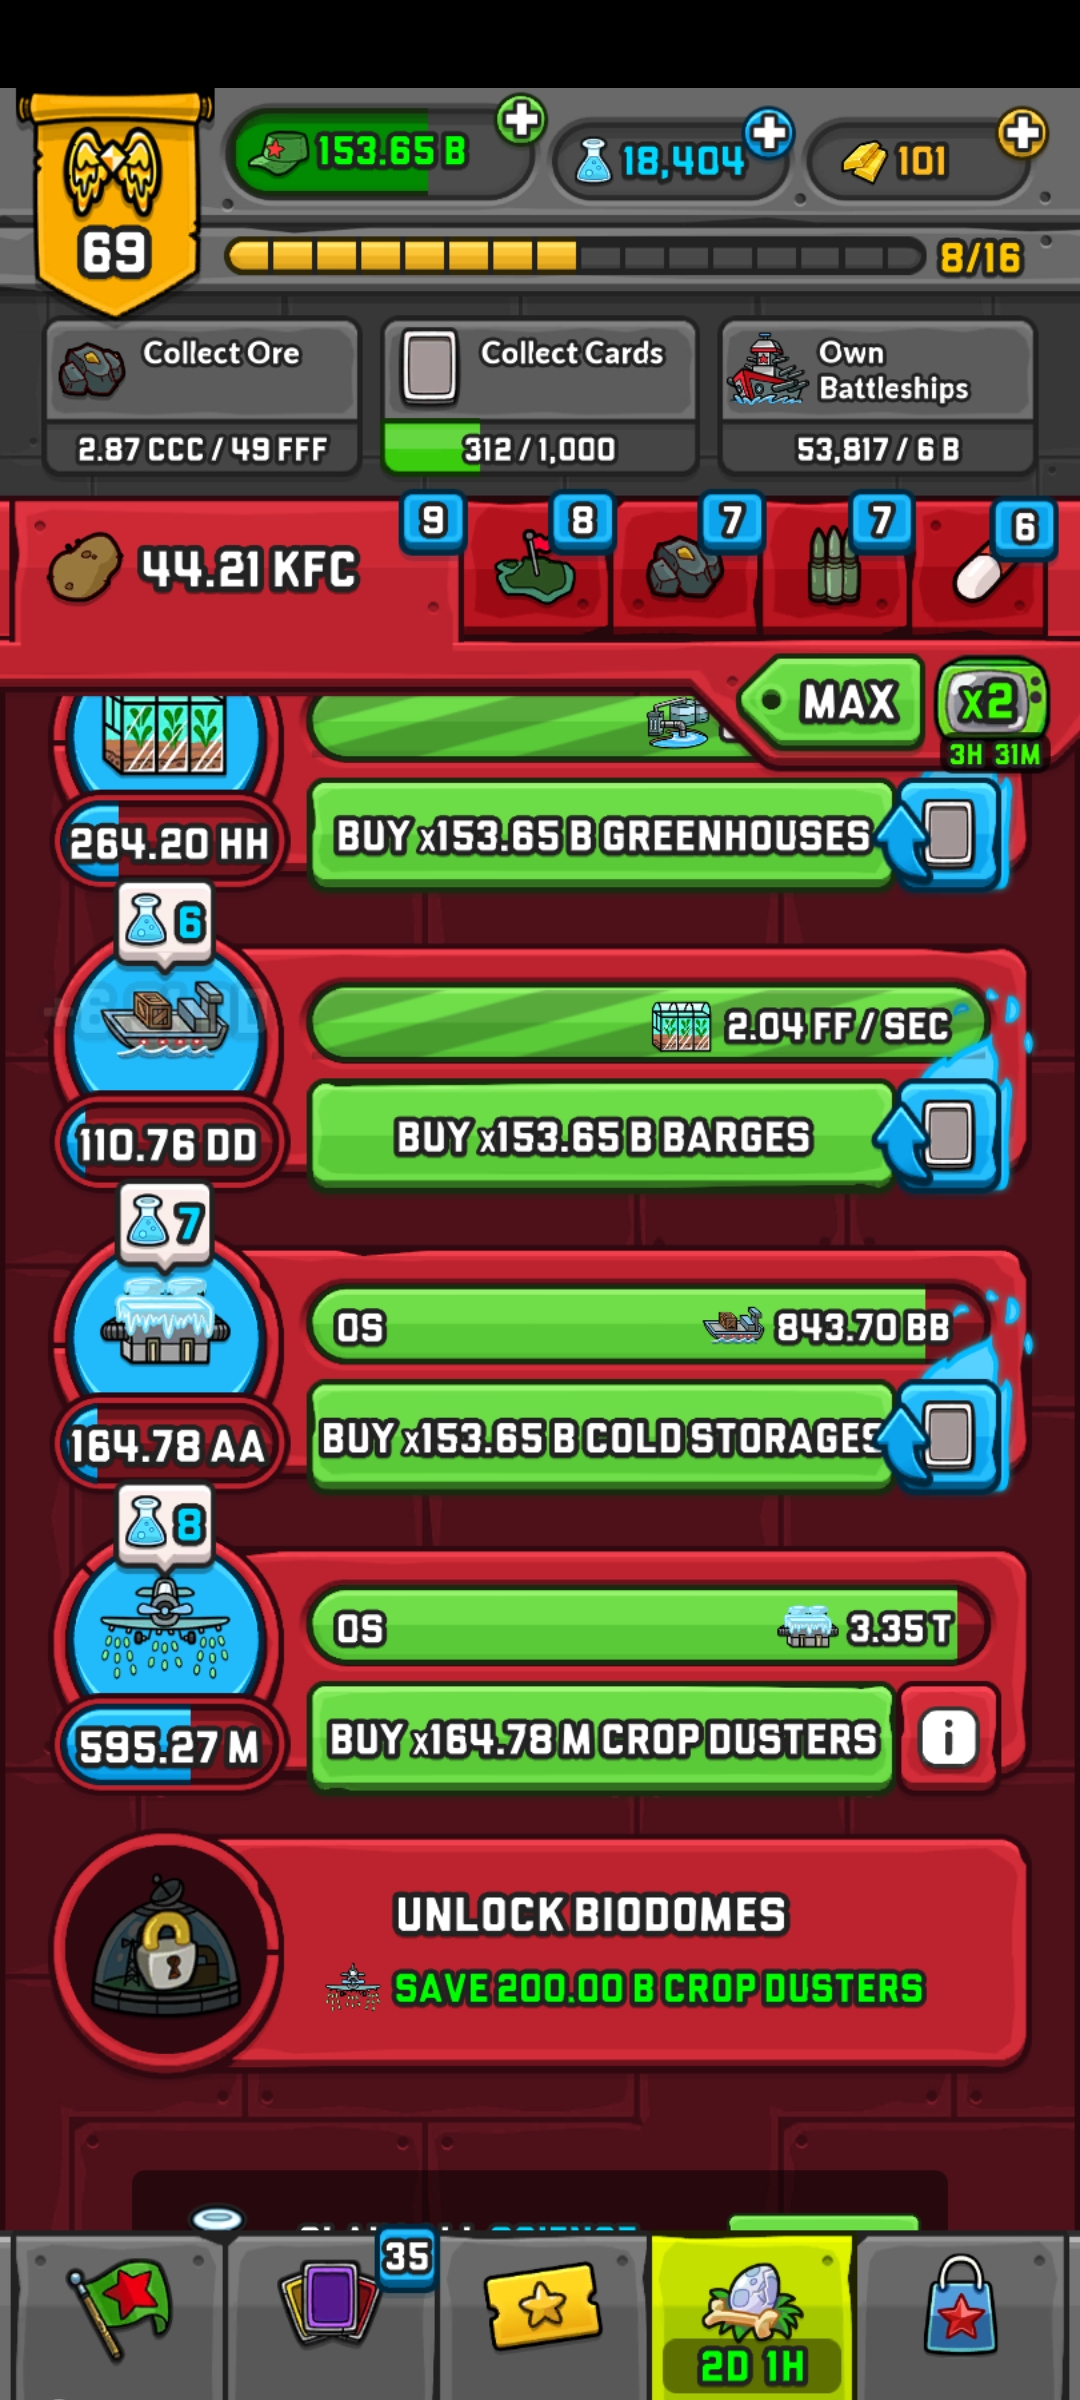 153.65 B
18,404
101
69
8/16
Collect Ore
2.87 CCC / 49 FFF
Collect Cards
312 / 1,000
Own
Battleships
53,817 / 6 B
44.21 KFC
9
8
7
7
6
MAX
x2
3H 31M
264.20 HH
BUY x153.65 B GREENHOUSES
6
2.04 FF / SEC
110.76 DD
BUY x153.65 B BARGES
7
0S
843.70 BB
164.78 AA
BUY x153.65 B COLD STORAGES
8
0S
3.35 T
595.27 M
BUY x164.78 M CROP DUSTERS
i
UNLOCK BIODOMES
SAVE 200.00 B CROP DUSTERS
35
2D 1H